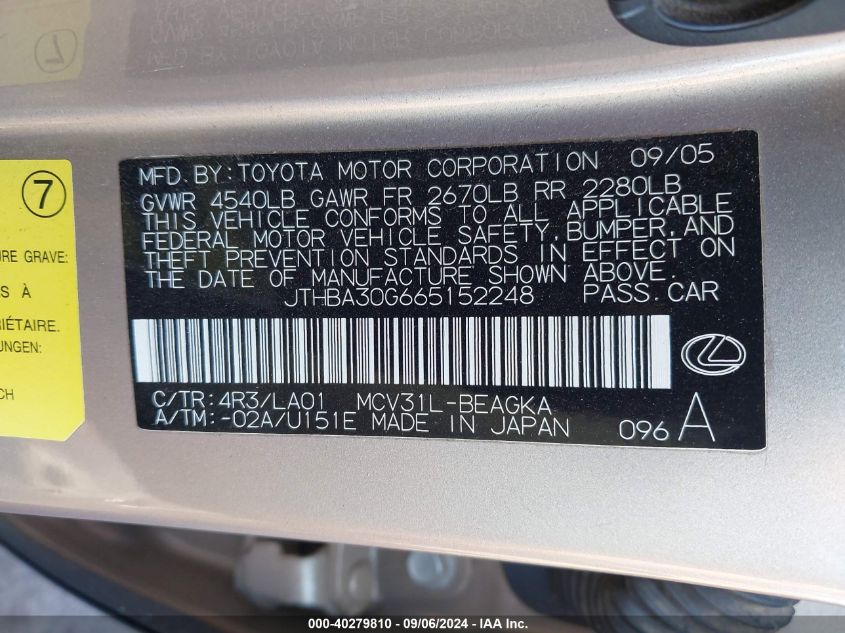 MFD. BY: TOYOTA MOTOR CORPORATION 09/05
GVWR 4540LB GAWR FR 2670LB RR 2280LB
THIS VEHICLE CONFORMS TO ALL APPLICABLE
FEDERAL MOTOR VEHICLE SAFETY, BUMPER, AND
THEFT PREVENTION STANDARDS IN EFFECT ON
THE DATE OF MANUFACTURE SHOWN ABOVE.
JTHBA30G665152248 PASS. CAR
C/TR: 4R3/LA01 MCV31L-BEAGKA
A/TM: -02A/U151E MADE IN JAPAN 096 A
7
URE GRAVE:
S À
RIÉTAIRE.
UNGEN:
CH
000-40279810 - 09/06/2024 - IAA Inc.